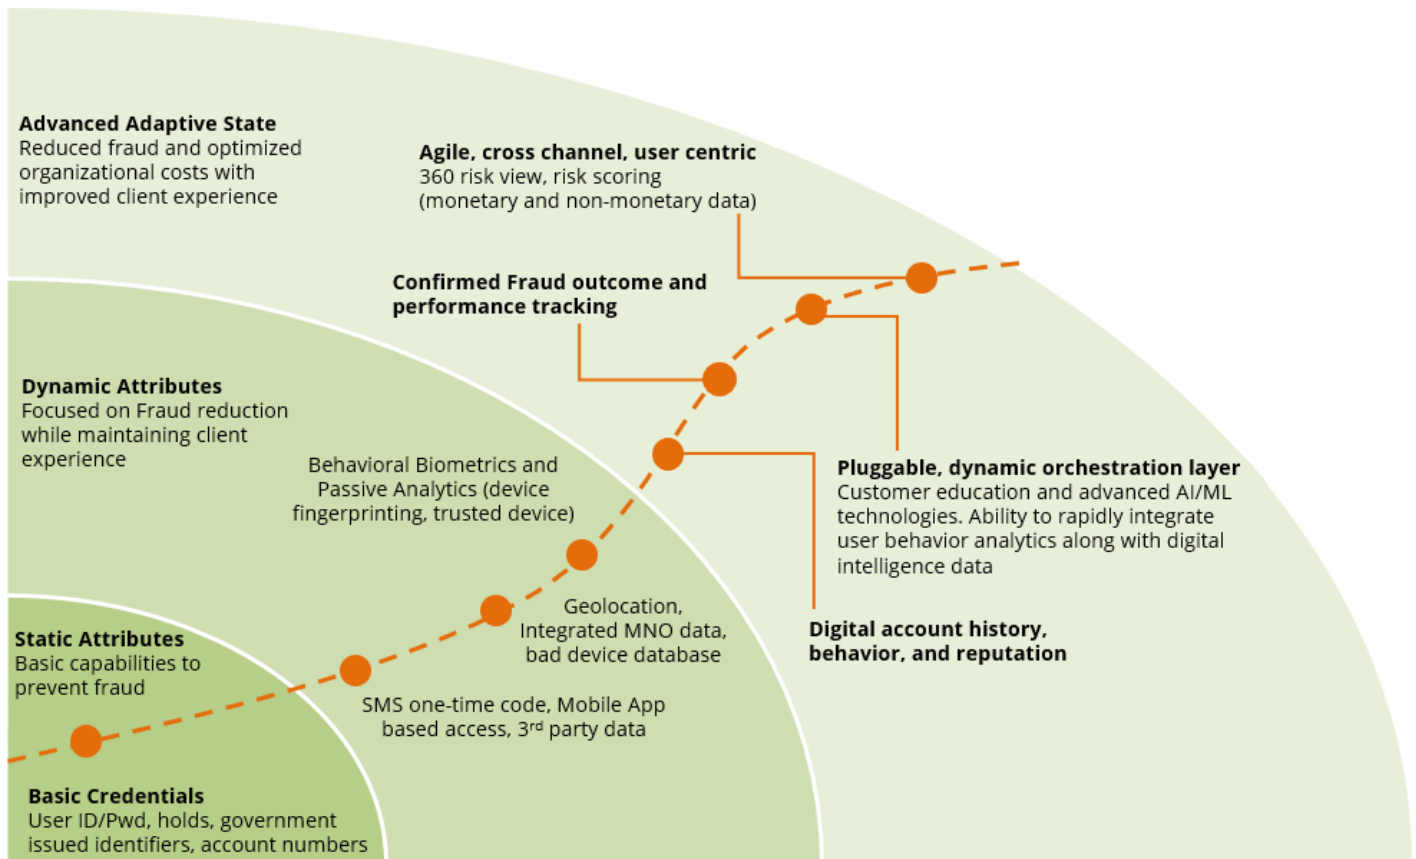 Advanced Adaptive State
Reduced fraud and optimized
organizational costs with
improved client experience
Agile, cross channel, user centric
360 risk view, risk scoring
(monetary and non-monetary data)
Confirmed Fraud outcome and
performance tracking
Dynamic Attributes
Focused on Fraud reduction
while maintaining client
experience
Behavioral Biometrics and
Passive Analytics (device
fingerprinting, trusted device)
Pluggable, dynamic orchestration layer
Customer education and advanced AI/ML
technologies. Ability to rapidly integrate
user behavior analytics along with digital
intelligence data
Geolocation,
Integrated MNO data,
bad device database
Digital account history,
behavior, and reputation
Static Attributes
Basic capabilities to
prevent fraud
SMS one-time code, Mobile App
based access, 3rd party data
Basic Credentials
User ID/Pwd, holds, government
issued identifiers, account numbers